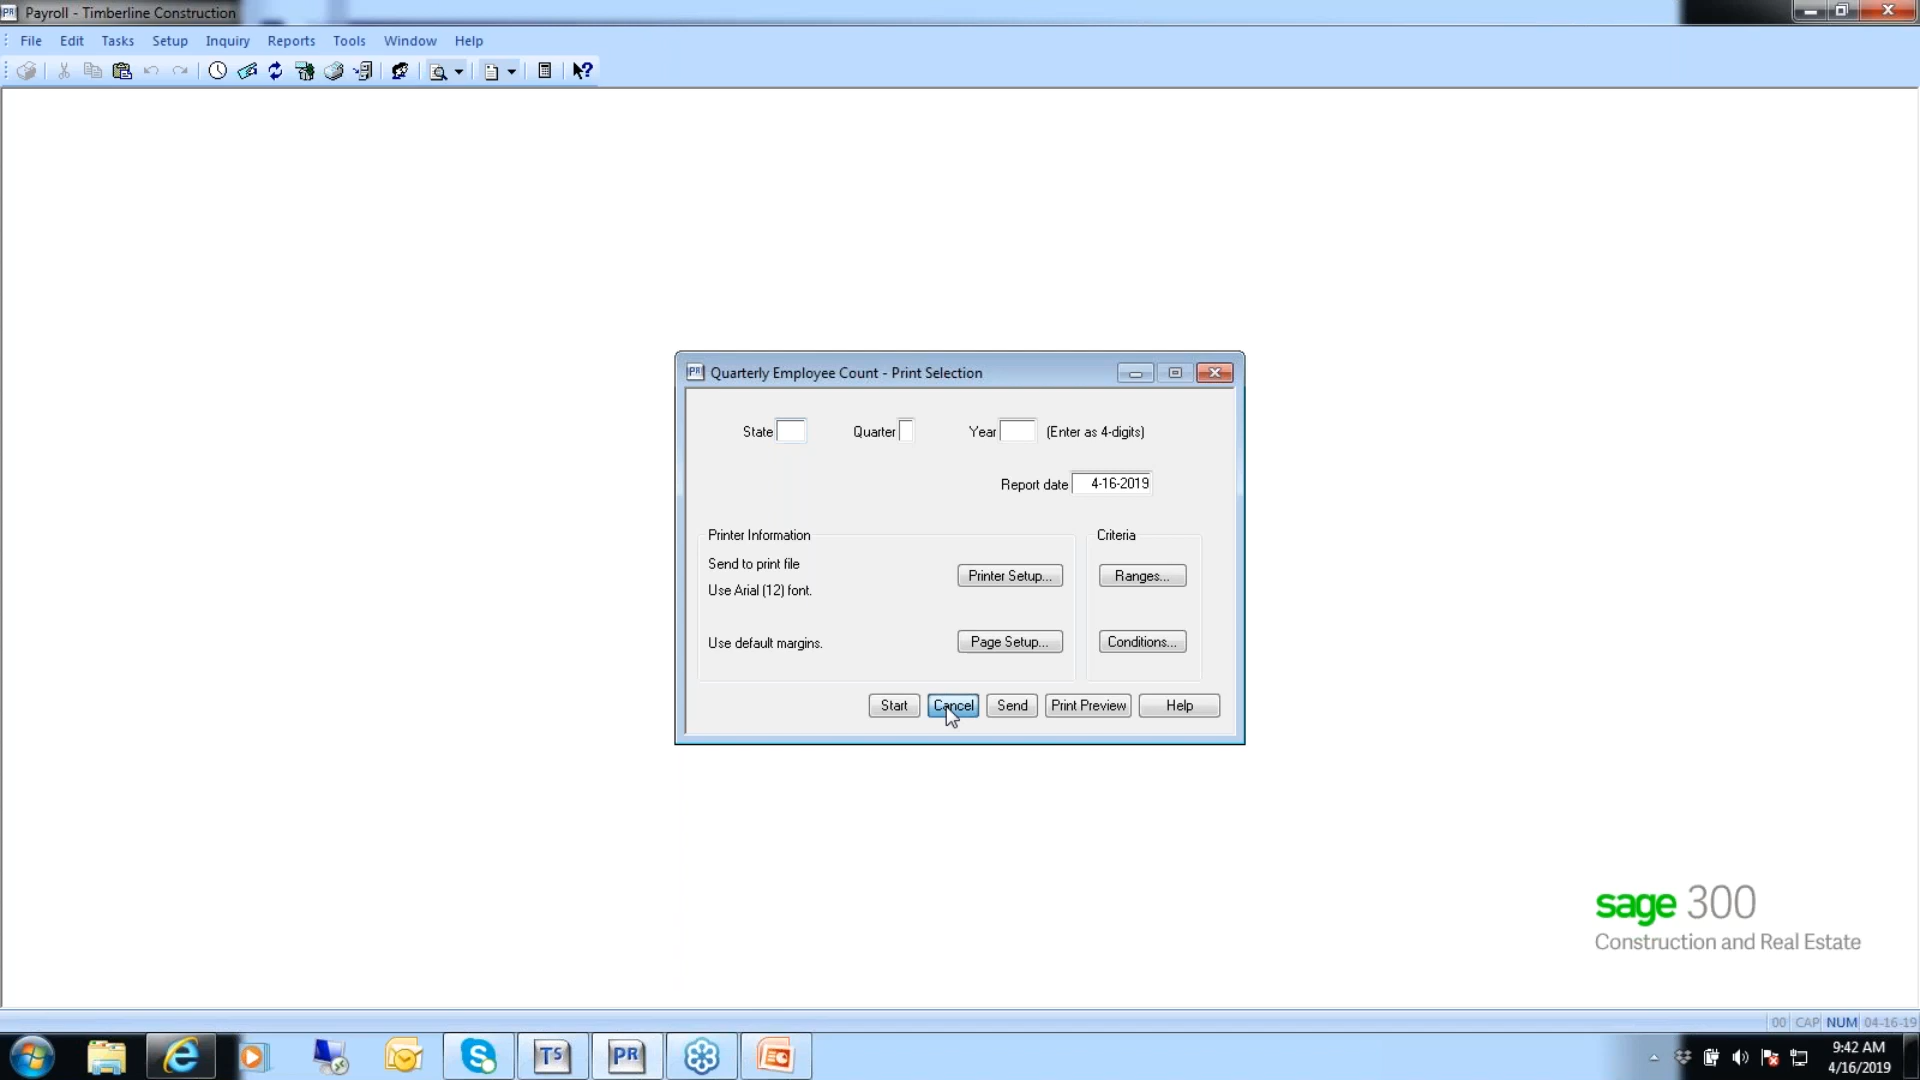 Payroll - Timberline Construction
File Edit Tasks Setup Inquiry Reports Tools Window Help
Quarterly Employee Count - Print Selection
State Quarter Year (Enter as 4-digits)
Report date 4-16-2019
Printer Information Criteria
Send to print file
Printer Setup... Ranges...
Use Arial (12) font.
Use default margins. Page Setup... Conditions...
Start Cancel Send Print Preview Help
sage 300
Construction and Real Estate
00 CAP NUM 04-16-19
TS PR
9:42 AM
4/16/2019